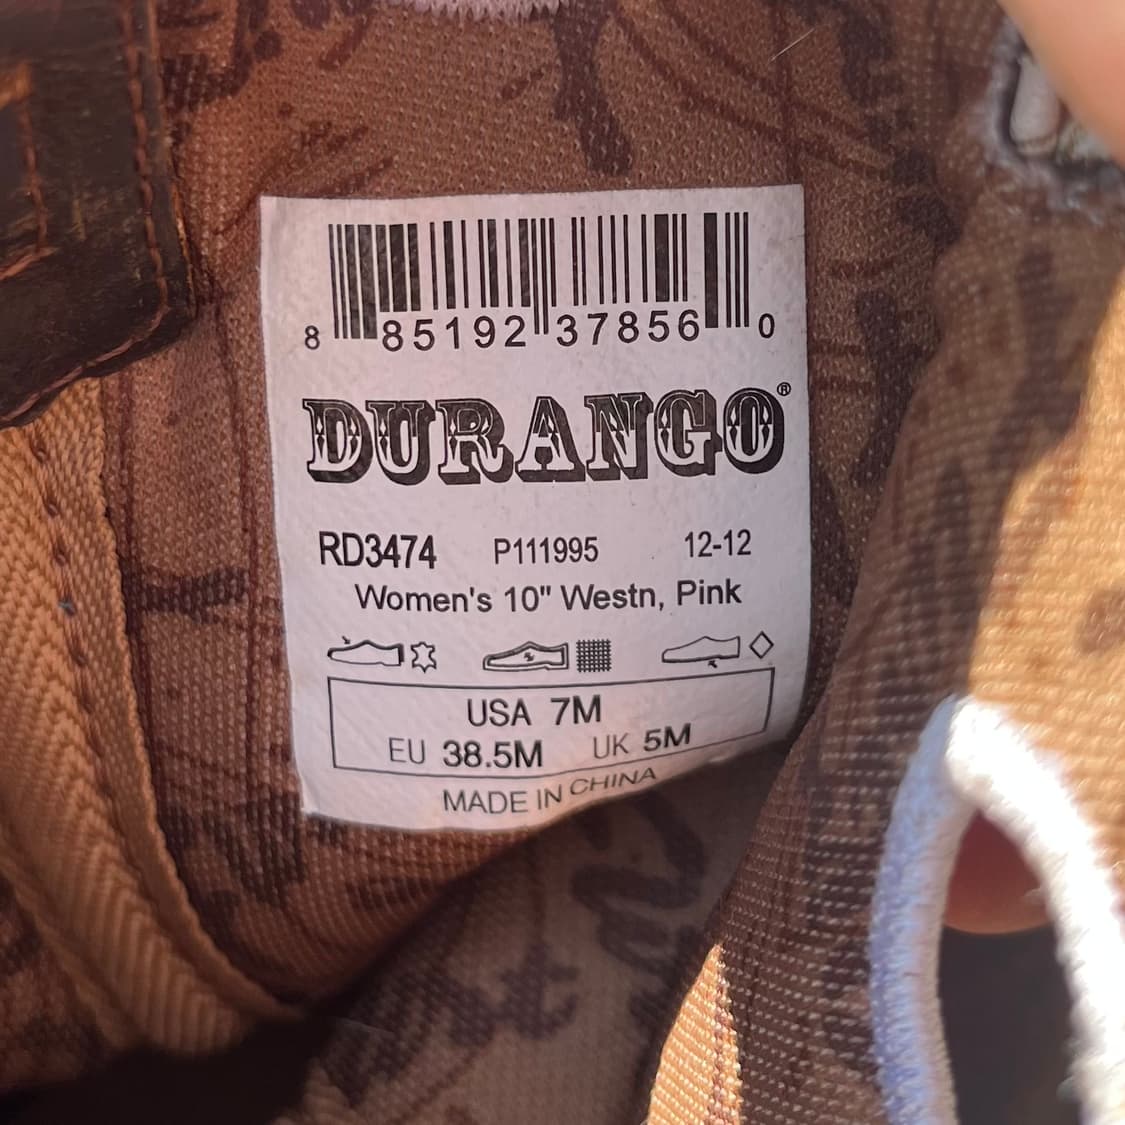 8 85192 37856 0
DURANGO®
RD3474 P111995 12-12
Women's 10" Westn, Pink
USA 7M
EU 38.5M UK 5M
MADE IN CHINA